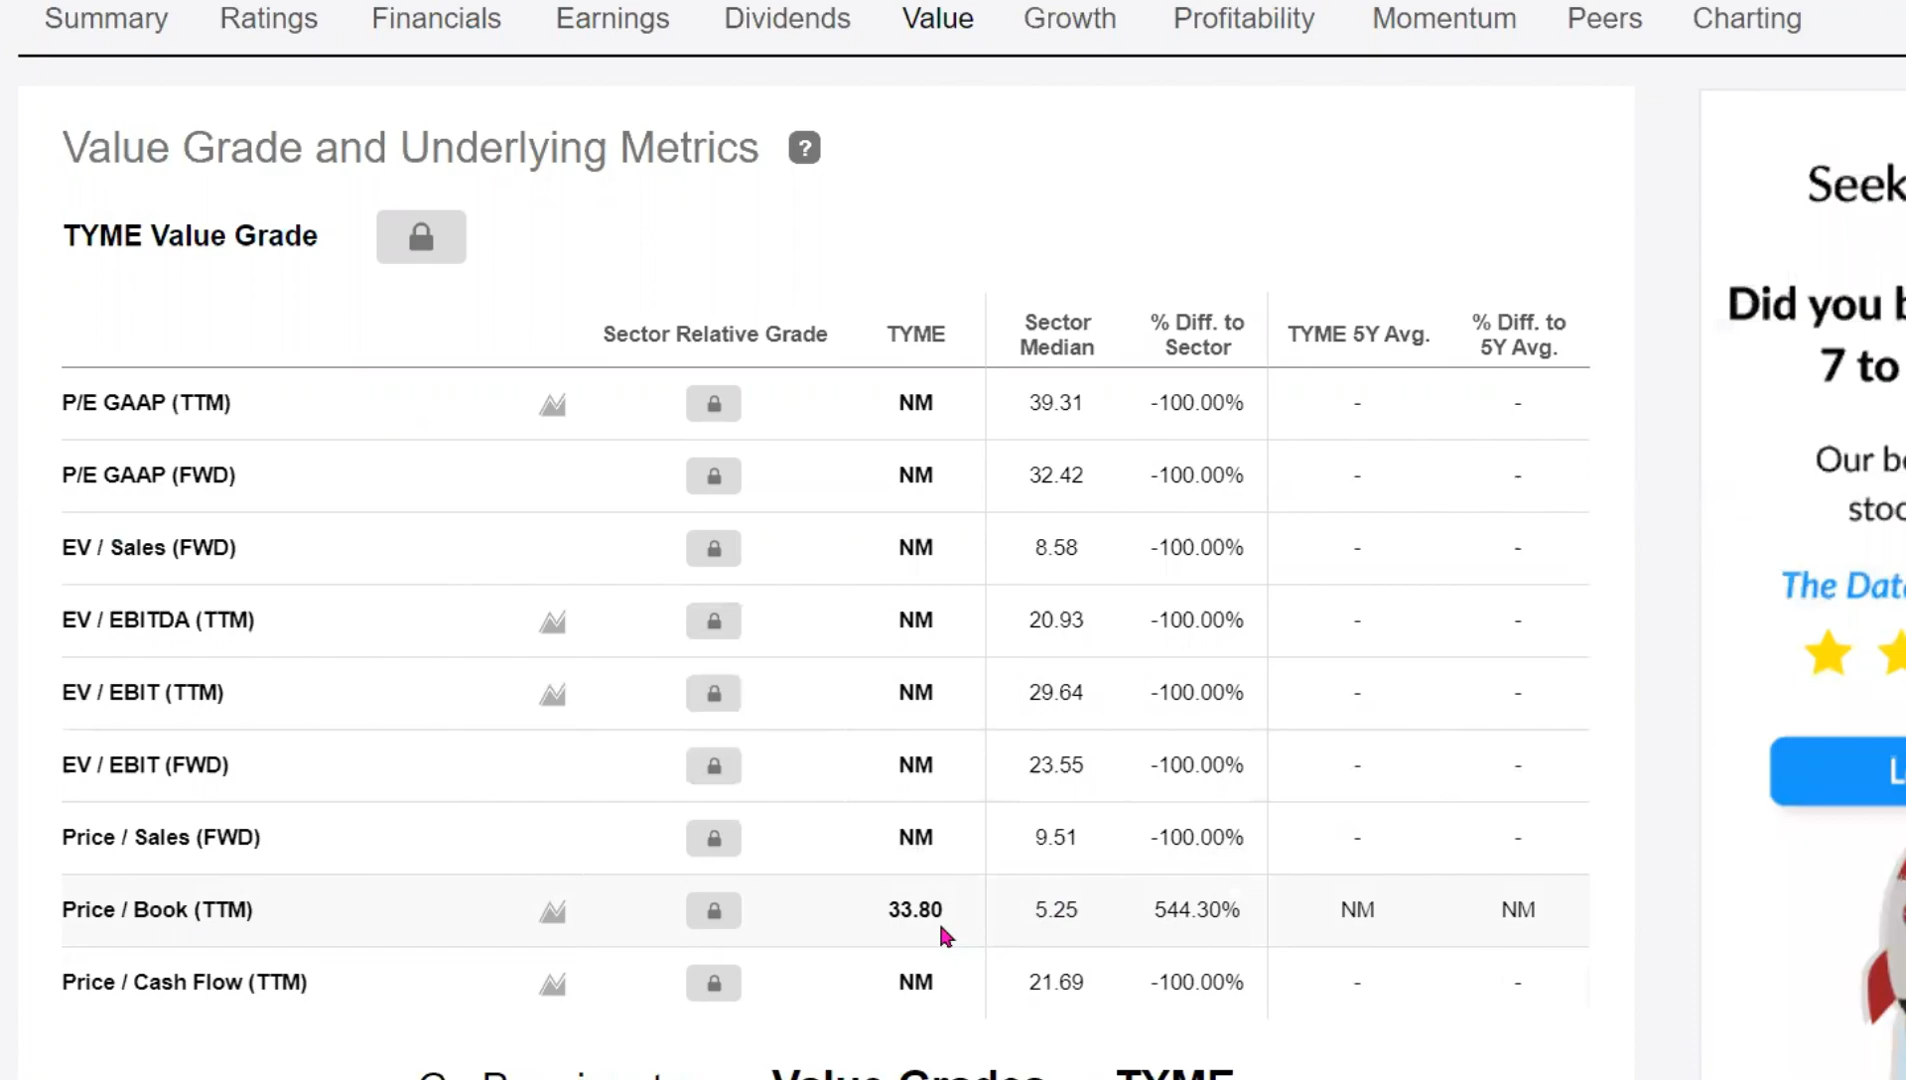 Summary Ratings Financials Earnings Dividends Value Growth Profitability Momentum Peers Charting
Value Grade and Underlying Metrics ?
TYME Value Grade
Sector Relative Grade TYME Sector Median % Diff. to Sector TYME 5Y Avg. % Diff. to 5Y Avg.
P/E GAAP (TTM) NM 39.31 -100.00% - -
P/E GAAP (FWD) NM 32.42 -100.00% - -
EV / Sales (FWD) NM 8.58 -100.00% - -
EV / EBITDA (TTM) NM 20.93 -100.00% - -
EV / EBIT (TTM) NM 29.64 -100.00% - -
EV / EBIT (FWD) NM 23.55 -100.00% - -
Price / Sales (FWD) NM 9.51 -100.00% - -
Price / Book (TTM) 33.80 5.25 544.30% NM NM
Price / Cash Flow (TTM) NM 21.69 -100.00% - -
Value Grades TYME
Seek
Did you b
7 to
Our be
stoc
The Data
L